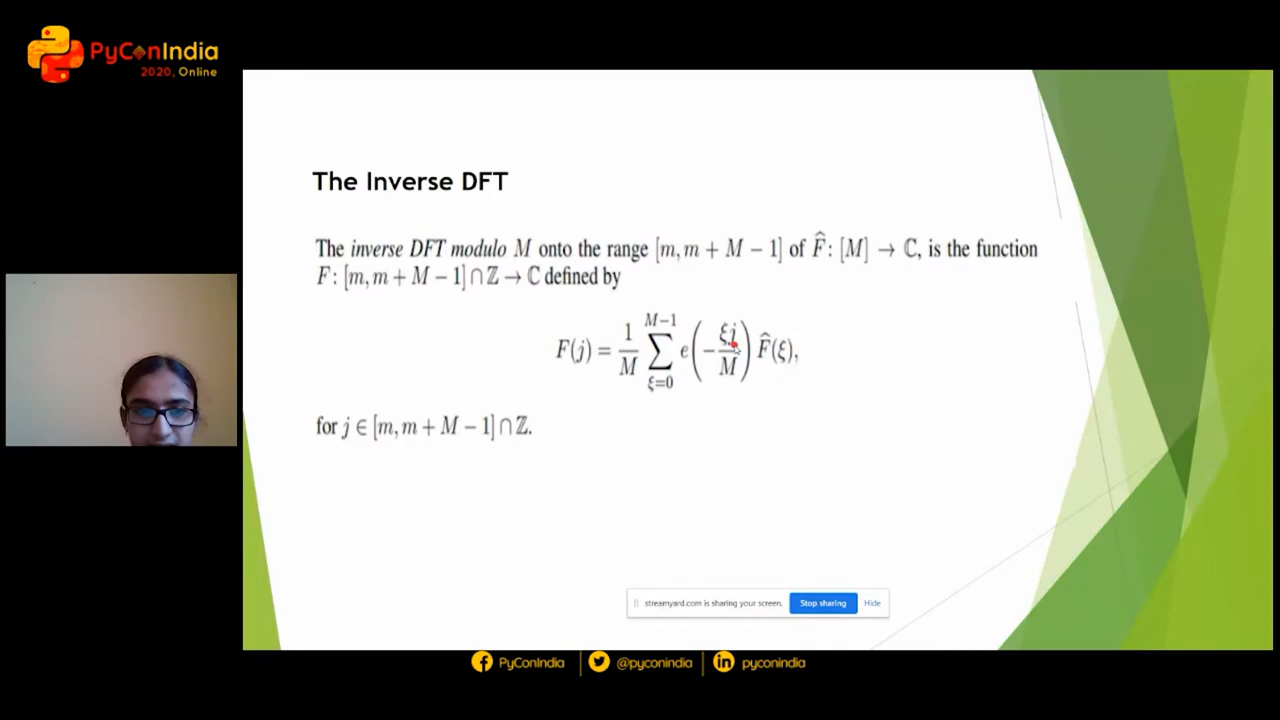 PyConIndia
2020, Online
The Inverse DFT
The inverse DFT modulo M onto the range [m, m + M − 1] of F̂ : [M] → ℂ, is the function
F : [m, m + M − 1] ∩ ℤ → ℂ defined by
F(j) = 1/M ∑_{ξ=0}^{M−1} e(−ξj/M) F̂(ξ),
for j ∈ [m, m + M − 1] ∩ ℤ.
streamyard.com is sharing your screen. Stop sharing Hide
PyConIndia @pyconindia pyconindia